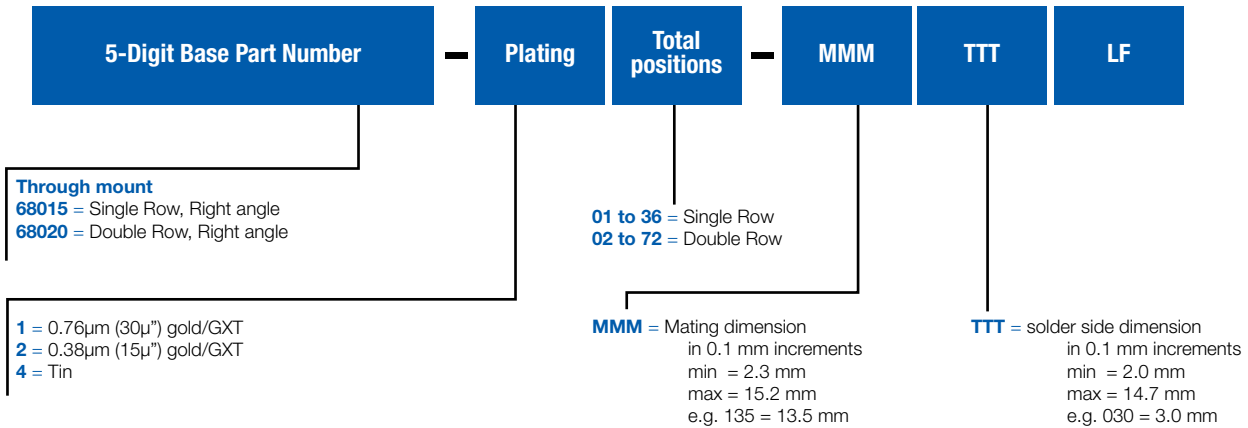 5-Digit Base Part Number – Plating Total positions – MMM TTT LF
Through mount
68015 = Single Row, Right angle
68020 = Double Row, Right angle
01 to 36 = Single Row
02 to 72 = Double Row
1 = 0.76µm (30µ”) gold/GXT
2 = 0.38µm (15µ”) gold/GXT
4 = Tin
MMM = Mating dimension
in 0.1 mm increments
min = 2.3 mm
max = 15.2 mm
e.g. 135 = 13.5 mm
TTT = solder side dimension
in 0.1 mm increments
min = 2.0 mm
max = 14.7 mm
e.g. 030 = 3.0 mm